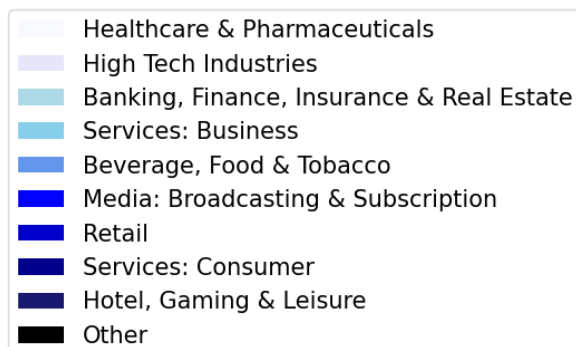 Healthcare & Pharmaceuticals
High Tech Industries
Banking, Finance, Insurance & Real Estate
Services: Business
Beverage, Food & Tobacco
Media: Broadcasting & Subscription
Retail
Services: Consumer
Hotel, Gaming & Leisure
Other